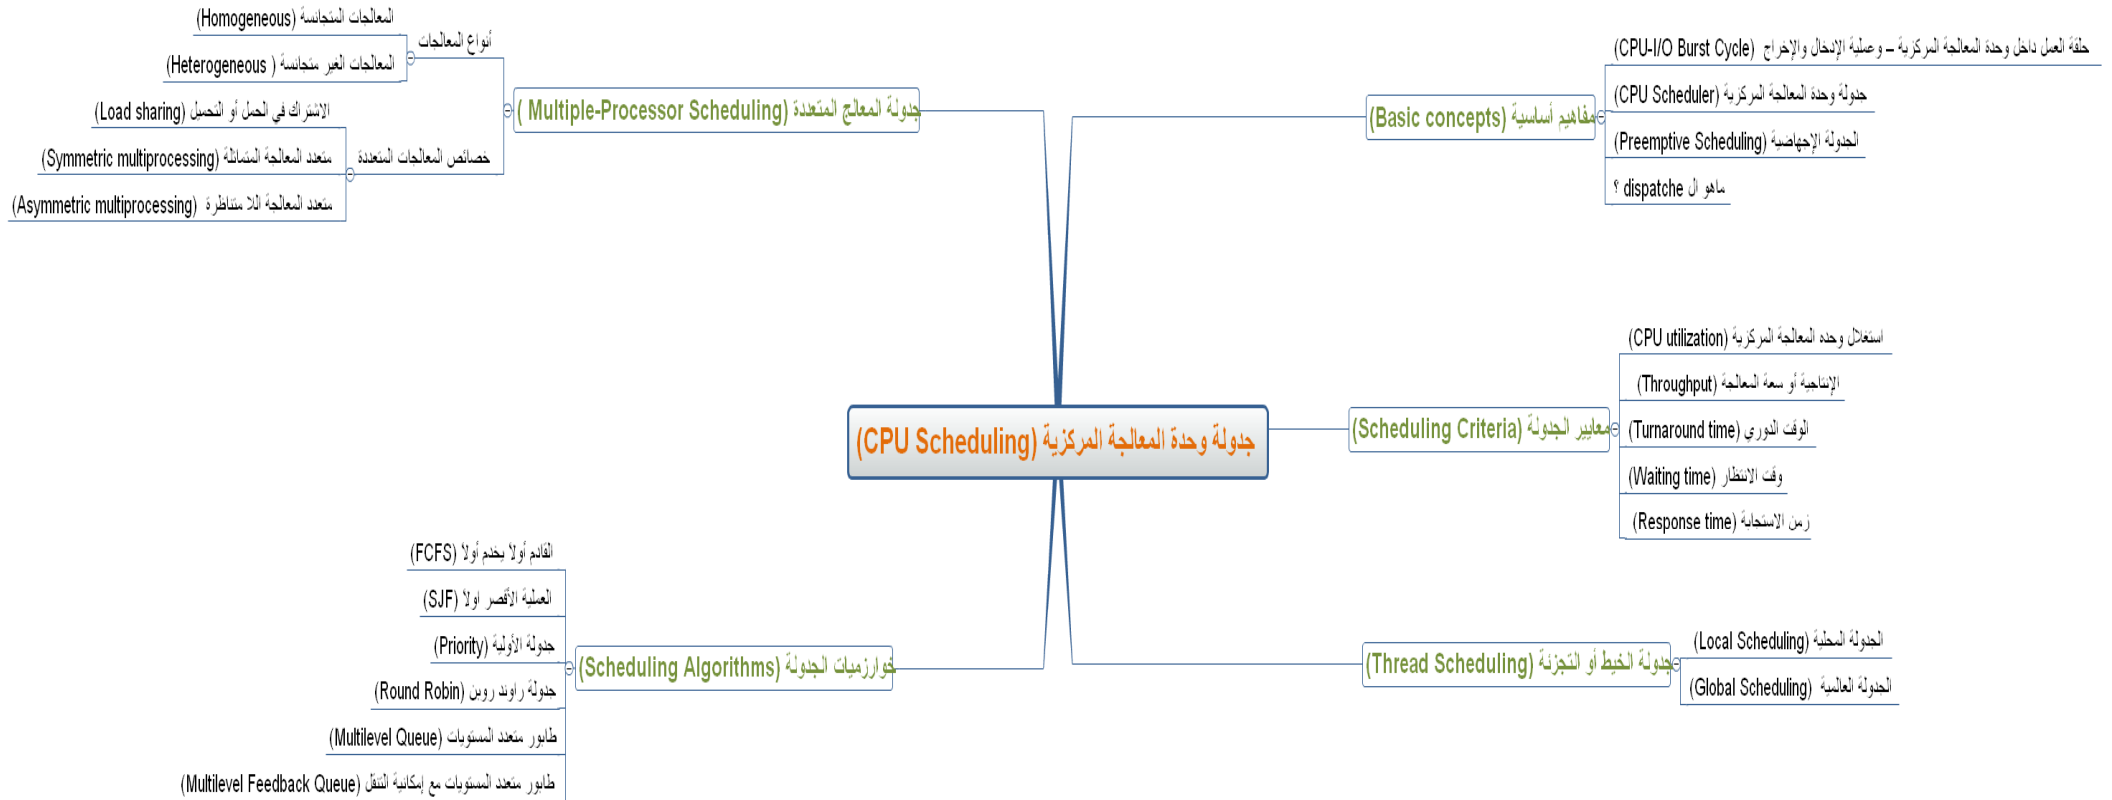 جدولة وحدة المعالجة المركزية (CPU Scheduling)
مفاهيم أساسية (Basic concepts)
حلقة العمل داخل وحدة المعالجة المركزية – وعملية الإدخال والإخراج (CPU-I/O Burst Cycle)
جدولة وحدة المعالجة المركزية (CPU Scheduler)
الجدولة الإجهاضية (Preemptive Scheduling)
ماهو ال dispatche ؟
معايير الجدولة (Scheduling Criteria)
استغلال وحده المعالجة المركزية (CPU utilization)
الإنتاجية أو سعة المعالجة (Throughput)
الوقت الدوري (Turnaround time)
وقت الانتظار (Waiting time)
زمن الاستجابة (Response time)
جدولة الخيط أو التجزئة (Thread Scheduling)
الجدولة المحلية (Local Scheduling)
الجدولة العالمية (Global Scheduling)
جدولة المعالج المتعددة (Multiple-Processor Scheduling )
أنواع المعالجات
المعالجات المتجانسة (Homogeneous)
المعالجات الغير متجانسة ( Heterogeneous)
خصائص المعالجات المتعددة
الاشتراك في الحمل أو التحميل (Load sharing)
متعدد المعالجة المتماثلة (Symmetric multiprocessing)
متعدد المعالجة اللا متناظرة (Asymmetric multiprocessing)
خوارزميات الجدولة (Scheduling Algorithms)
القادم أولاً يخدم أولاً (FCFS)
العملية الأقصر اولاً (SJF)
جدولة الأولية (Priority)
جدولة راوند روبن (Round Robin)
طابور متعدد المستويات (Multilevel Queue)
طابور متعدد المستويات مع إمكانية التنقل (Multilevel Feedback Queue)